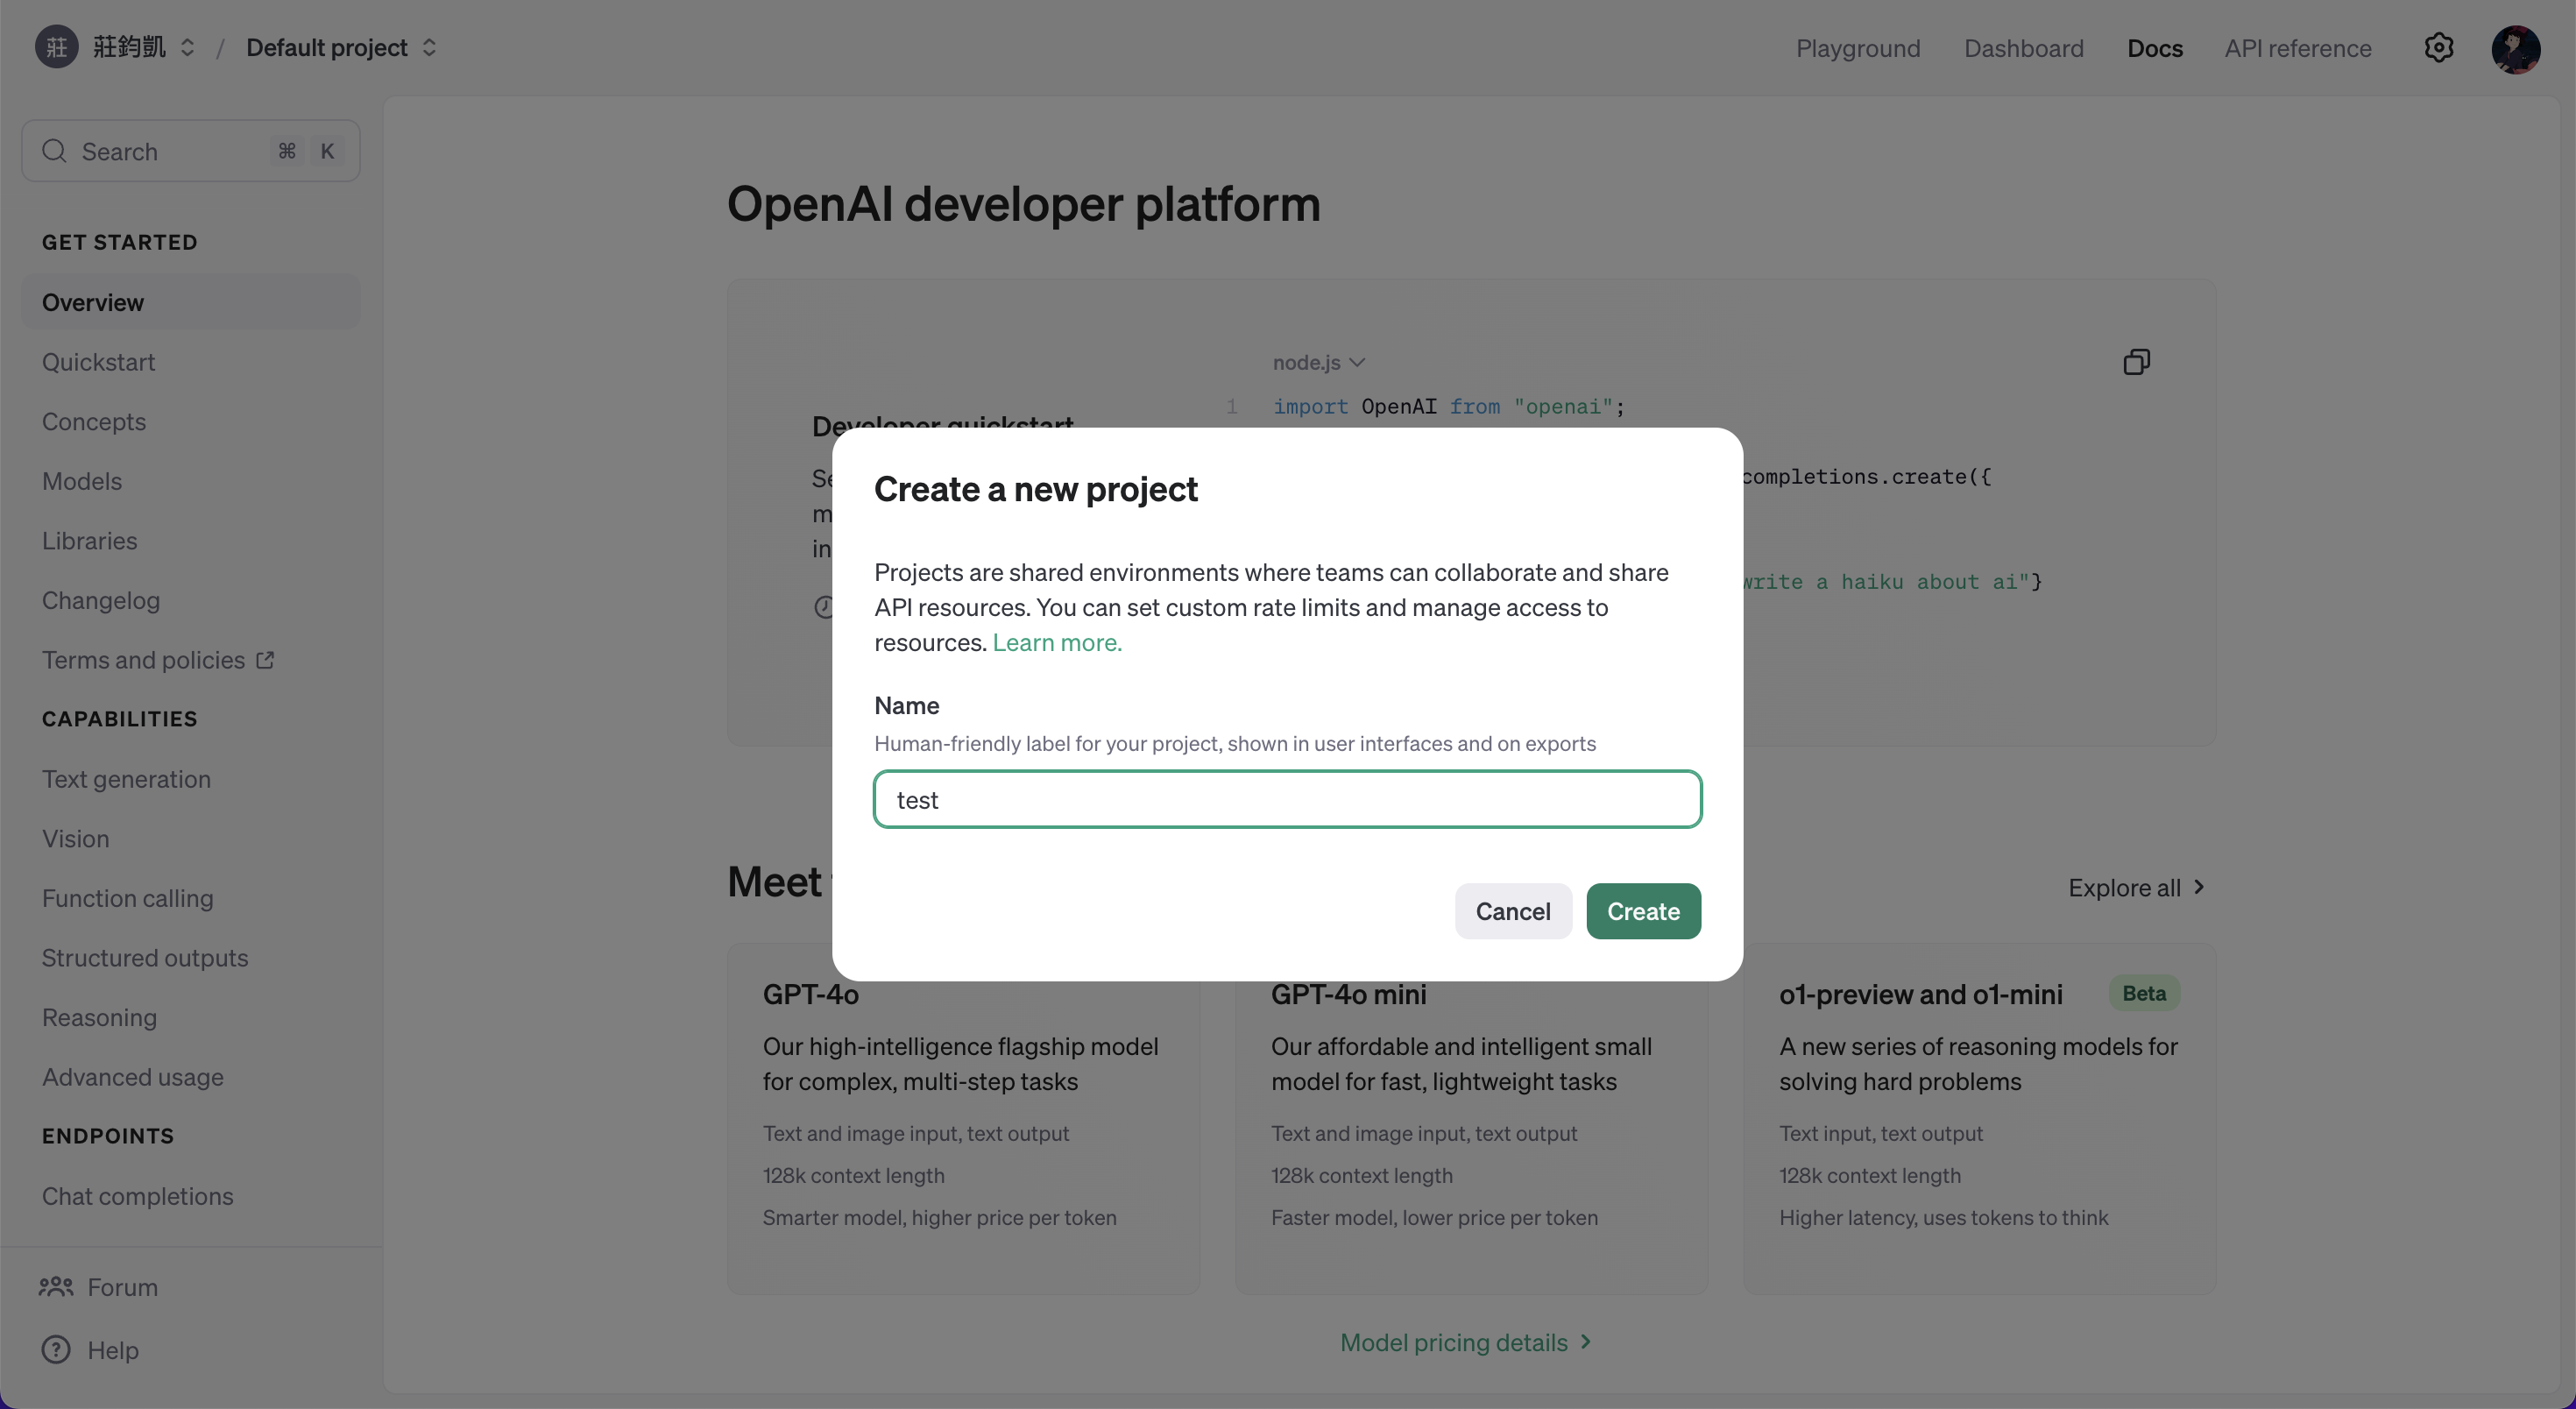 莊 莊鈞凱 / Default project
Playground Dashboard Docs API reference
Search ⌘ K
GET STARTED
Overview
Quickstart
Concepts
Models
Libraries
Changelog
Terms and policies
CAPABILITIES
Text generation
Vision
Function calling
Structured outputs
Reasoning
Advanced usage
ENDPOINTS
Chat completions
Forum
Help
OpenAI developer platform
Developer quickstart
node.js
1 import OpenAI from "openai";
completions.create({
write a haiku about ai"}
Create a new project
Projects are shared environments where teams can collaborate and share
API resources. You can set custom rate limits and manage access to
resources. Learn more.
Name
Human-friendly label for your project, shown in user interfaces and on exports
test
Cancel Create
Meet
Explore all
GPT-4o
Our high-intelligence flagship model
for complex, multi-step tasks
Text and image input, text output
128k context length
Smarter model, higher price per token
GPT-4o mini
Our affordable and intelligent small
model for fast, lightweight tasks
Text and image input, text output
128k context length
Faster model, lower price per token
o1-preview and o1-mini Beta
A new series of reasoning models for
solving hard problems
Text input, text output
128k context length
Higher latency, uses tokens to think
Model pricing details